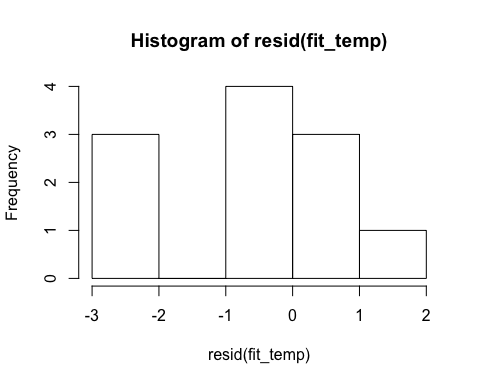 Histogram of resid(fit_temp)
Frequency
4
3
2
1
0
-3 -2 -1 0 1 2
resid(fit_temp)